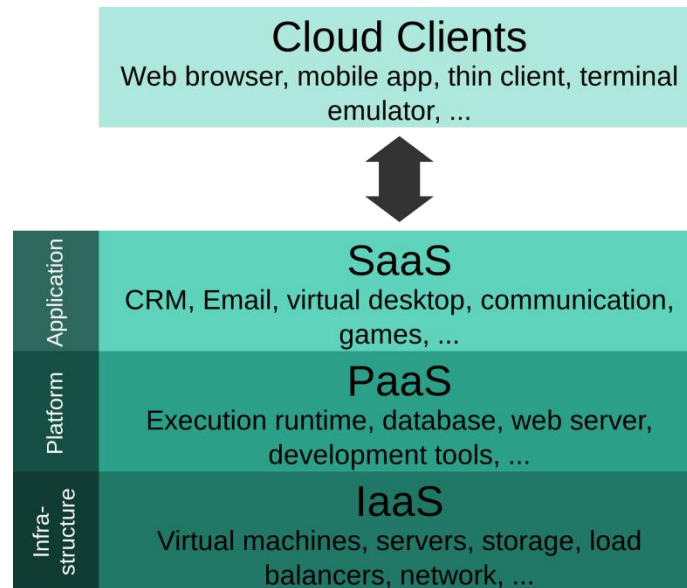 Cloud Clients
Web browser, mobile app, thin client, terminal
emulator, ...
Application
SaaS
CRM, Email, virtual desktop, communication,
games, ...
Platform
PaaS
Execution runtime, database, web server,
development tools, ...
Infra-
structure
IaaS
Virtual machines, servers, storage, load
balancers, network, ...